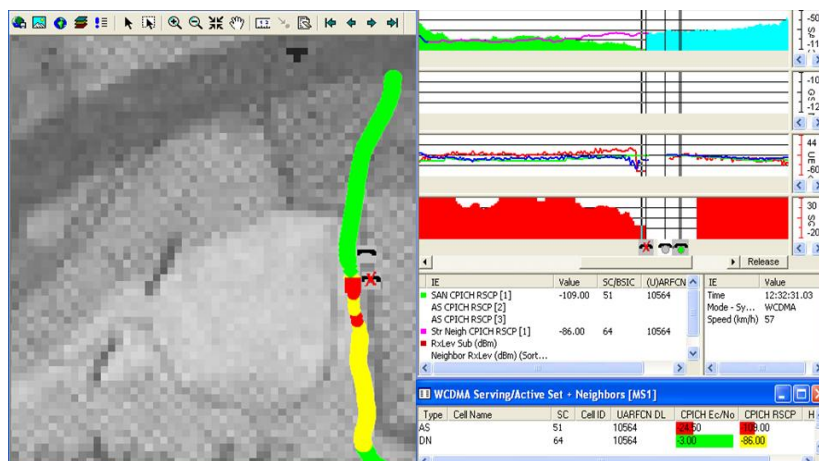 -50
-11
-10
-12
44
UE
-60
30
-20
Release
IE Value SC/BSIC (U)ARFCN
SAN CPICH RSCP [1] -109.00 51 10564
AS CPICH RSCP [2]
AS CPICH RSCP [3]
Str Neigh CPICH RSCP [1] -86.00 64 10564
RxLev Sub (dBm)
Neighbor RxLev (dBm) (Sort...
IE Value
Time 12:32:31.03
Mode - Sy... WCDMA
Speed (km/h) 57
WCDMA Serving/Active Set + Neighbors [MS1]
Type Cell Name SC Cell ID UARFCN DL CPICH Ec/No CPICH RSCP H
AS 51 10564 -24.50 -109.00
DN 64 10564 -3.00 -86.00